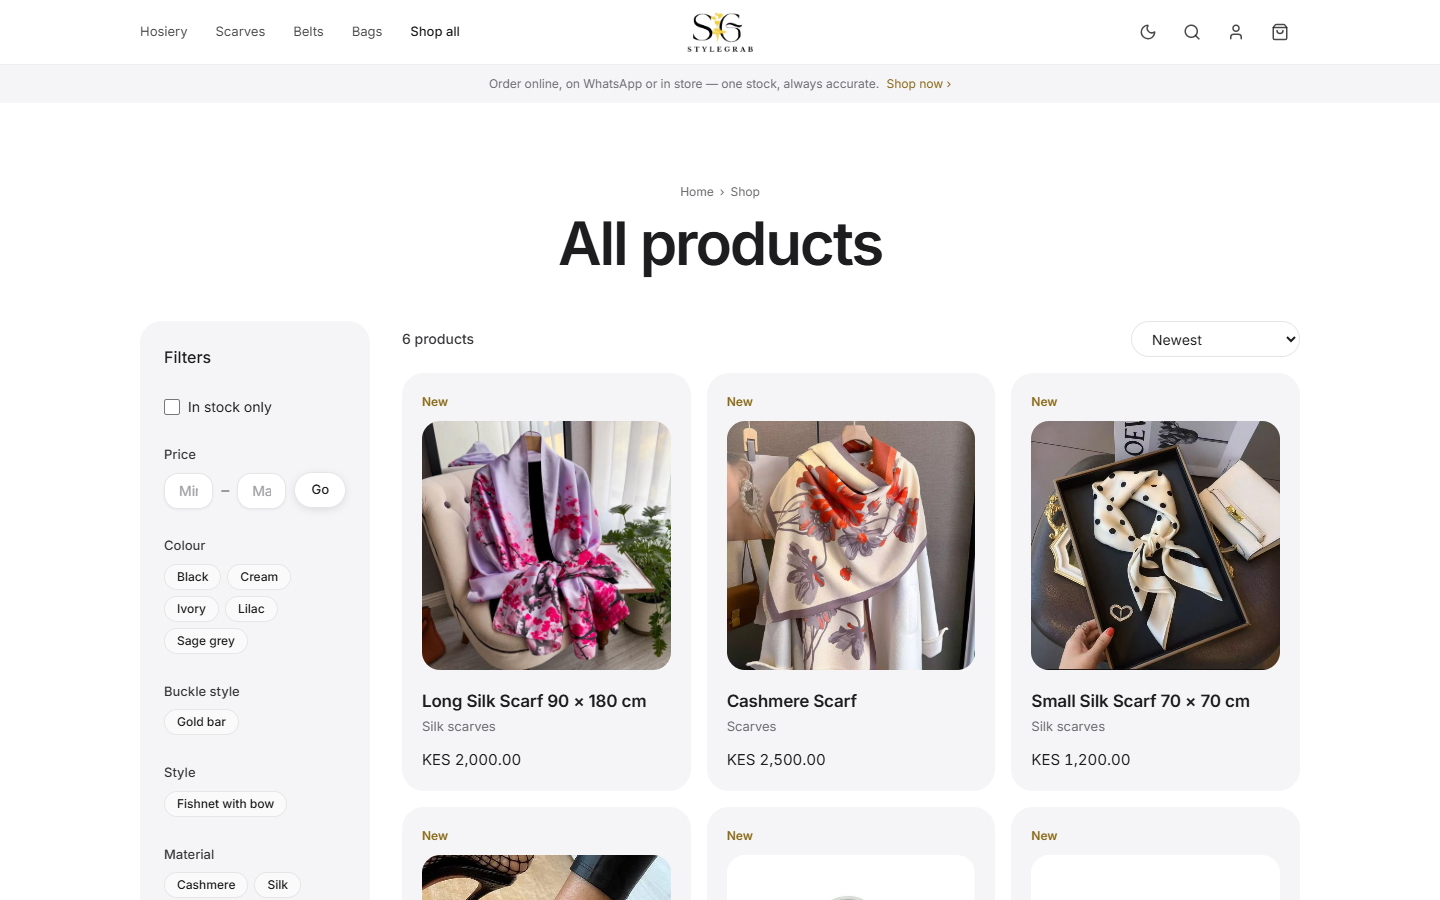 Hosiery Scarves Belts Bags Shop all
SG
STYLEGRAB
Order online, on WhatsApp or in store — one stock, always accurate. Shop now ›
Home › Shop
All products
Filters
In stock only
Price
Min – Ma Go
Colour
Black Cream
Ivory Lilac
Sage grey
Buckle style
Gold bar
Style
Fishnet with bow
Material
Cashmere Silk
6 products
Newest
New
Long Silk Scarf 90 × 180 cm
Silk scarves
KES 2,000.00
New
Cashmere Scarf
Scarves
KES 2,500.00
New
OEV
Small Silk Scarf 70 × 70 cm
Silk scarves
KES 1,200.00
New
New
New